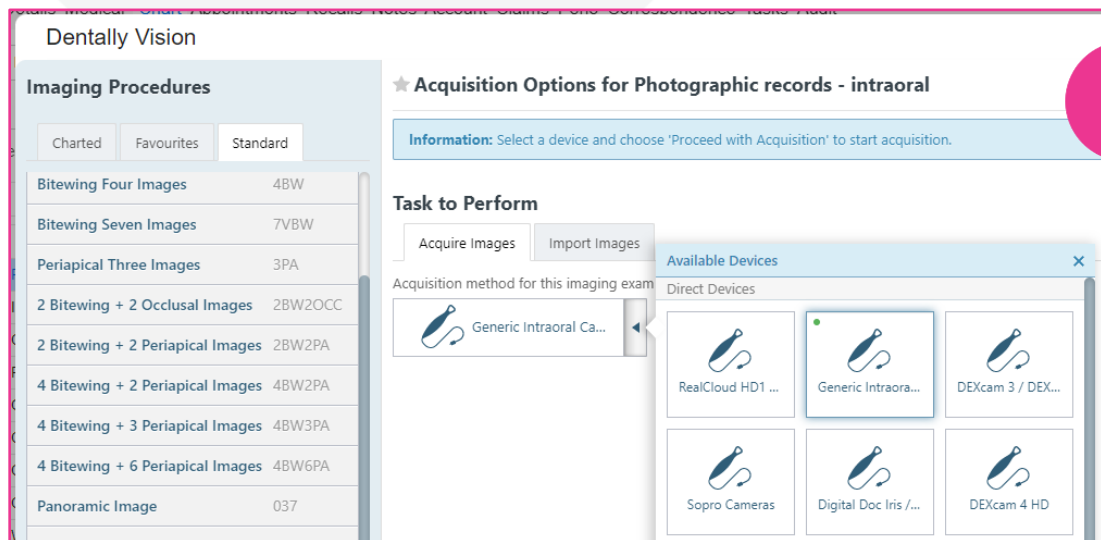 Dentally Vision
Imaging Procedures
Charted Favourites Standard
Bitewing Four Images 4BW
Bitewing Seven Images 7VBW
Periapical Three Images 3PA
2 Bitewing + 2 Occlusal Images 2BW2OCC
2 Bitewing + 2 Periapical Images 2BW2PA
4 Bitewing + 2 Periapical Images 4BW2PA
4 Bitewing + 3 Periapical Images 4BW3PA
4 Bitewing + 6 Periapical Images 4BW6PA
Panoramic Image 037
Acquisition Options for Photographic records - intraoral
Information: Select a device and choose 'Proceed with Acquisition' to start acquisition.
Task to Perform
Acquire Images Import Images
Acquisition method for this imaging exam
Generic Intraoral Ca...
Available Devices
Direct Devices
RealCloud HD1 ... Generic Intraora... DEXcam 3 / DEX...
Sopro Cameras Digital Doc Iris /... DEXcam 4 HD